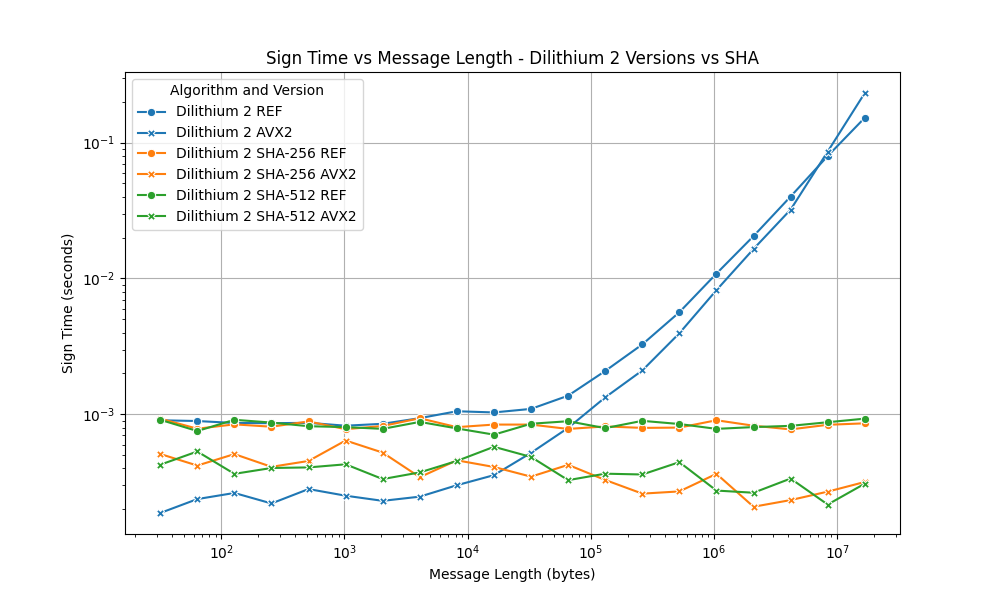 Sign Time vs Message Length - Dilithium 2 Versions vs SHA
Algorithm and Version
Dilithium 2 REF
Dilithium 2 AVX2
Dilithium 2 SHA-256 REF
Dilithium 2 SHA-256 AVX2
Dilithium 2 SHA-512 REF
Dilithium 2 SHA-512 AVX2
Sign Time (seconds)
10⁻¹
10⁻²
10⁻³
10² 10³ 10⁴ 10⁵ 10⁶ 10⁷
Message Length (bytes)